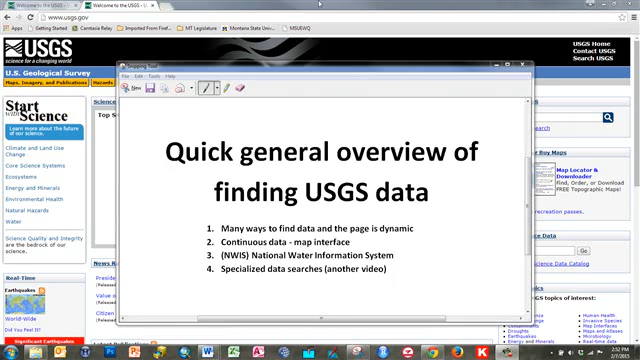 Welcome to the USGS - U
Welcome to the USGS - U
www.usgs.gov
Apps
Getting Started
Camtasia Relay
Imported From Firef
MT Legislature
Montana State Univ
MSUEWQ
USGS
science for a changing world
USGS Home
Contact USGS
Search USGS
U.S. Geological Survey
Maps, Imagery, and Publications
Hazards
Snipping Tool
File Edit Tools Help
New
Quick general overview of
finding USGS data
1. Many ways to find data and the page is dynamic
2. Continuous data - map interface
3. (NWIS) National Water Information System
4. Specialized data searches (another video)
Start
with Science
Learn more about the future
of our science.
Climate and Land Use
Change
Core Science Systems
Ecosystems
Energy and Minerals
Environmental Health
Natural Hazards
Water
Science Quality and Integrity
are the bedrock of our
science.
Real-Time
Earthquakes
World-Wide
Did You Feel It?
Significant Earthquakes
Science
Top S
News R
Preside
(Released
Value o
(Released
Citizen
(Released
Search
r Buy Maps
Map Locator &
Downloader
Find, Order, or Download
FREE Topographic Maps!
recreation passes.
Go
Science Data Catalog
USGS topics of interest:
Contaminants
Droughts
Earthquakes
Energy
Human Health
Invasive Species
Maps and Atlases
Microbiology
Real-time data
2:52 PM
2/7/2015